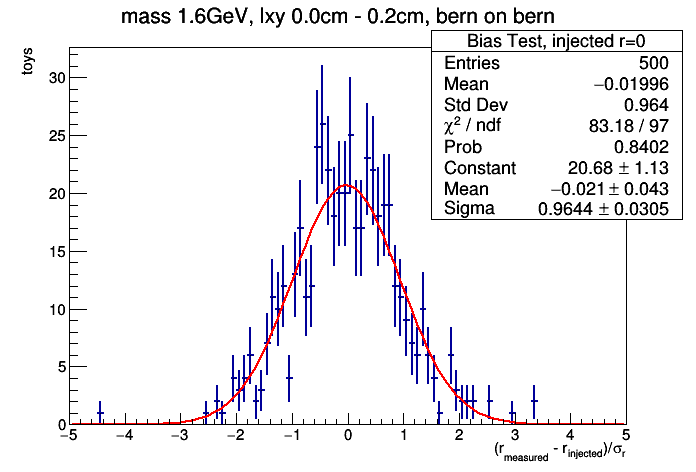 mass 1.6GeV, lxy 0.0cm - 0.2cm, bern on bern
Bias Test, injected r=0
Entries 500
Mean −0.01996
Std Dev 0.964
χ² / ndf 83.18 / 97
Prob 0.8402
Constant 20.68 ± 1.13
Mean −0.021 ± 0.043
Sigma 0.9644 ± 0.0305
toys
30
25
20
15
10
5
0
−5 −4 −3 −2 −1 0 1 2 3 4 5
(r_measured - r_injected)/σ_r